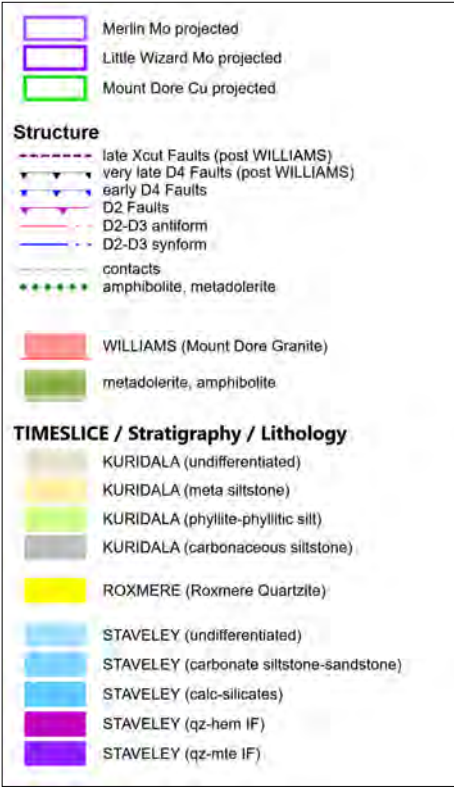 Merlin Mo projected
Little Wizard Mo projected
Mount Dore Cu projected
Structure
late Xcut Faults (post WILLIAMS)
very late D4 Faults (post WILLIAMS)
early D4 Faults
D2 Faults
D2-D3 antiform
D2-D3 synform
contacts
amphibolite, metadolerite
WILLIAMS (Mount Dore Granite)
metadolerite, amphibolite
TIMESLICE / Stratigraphy / Lithology
KURIDALA (undifferentiated)
KURIDALA (meta siltstone)
KURIDALA (phyllite-phyllitic silt)
KURIDALA (carbonaceous siltstone)
ROXMERE (Roxmere Quartzite)
STAVELEY (undifferentiated)
STAVELEY (carbonate siltstone-sandstone)
STAVELEY (calc-silicates)
STAVELEY (qz-hem IF)
STAVELEY (qz-mte IF)